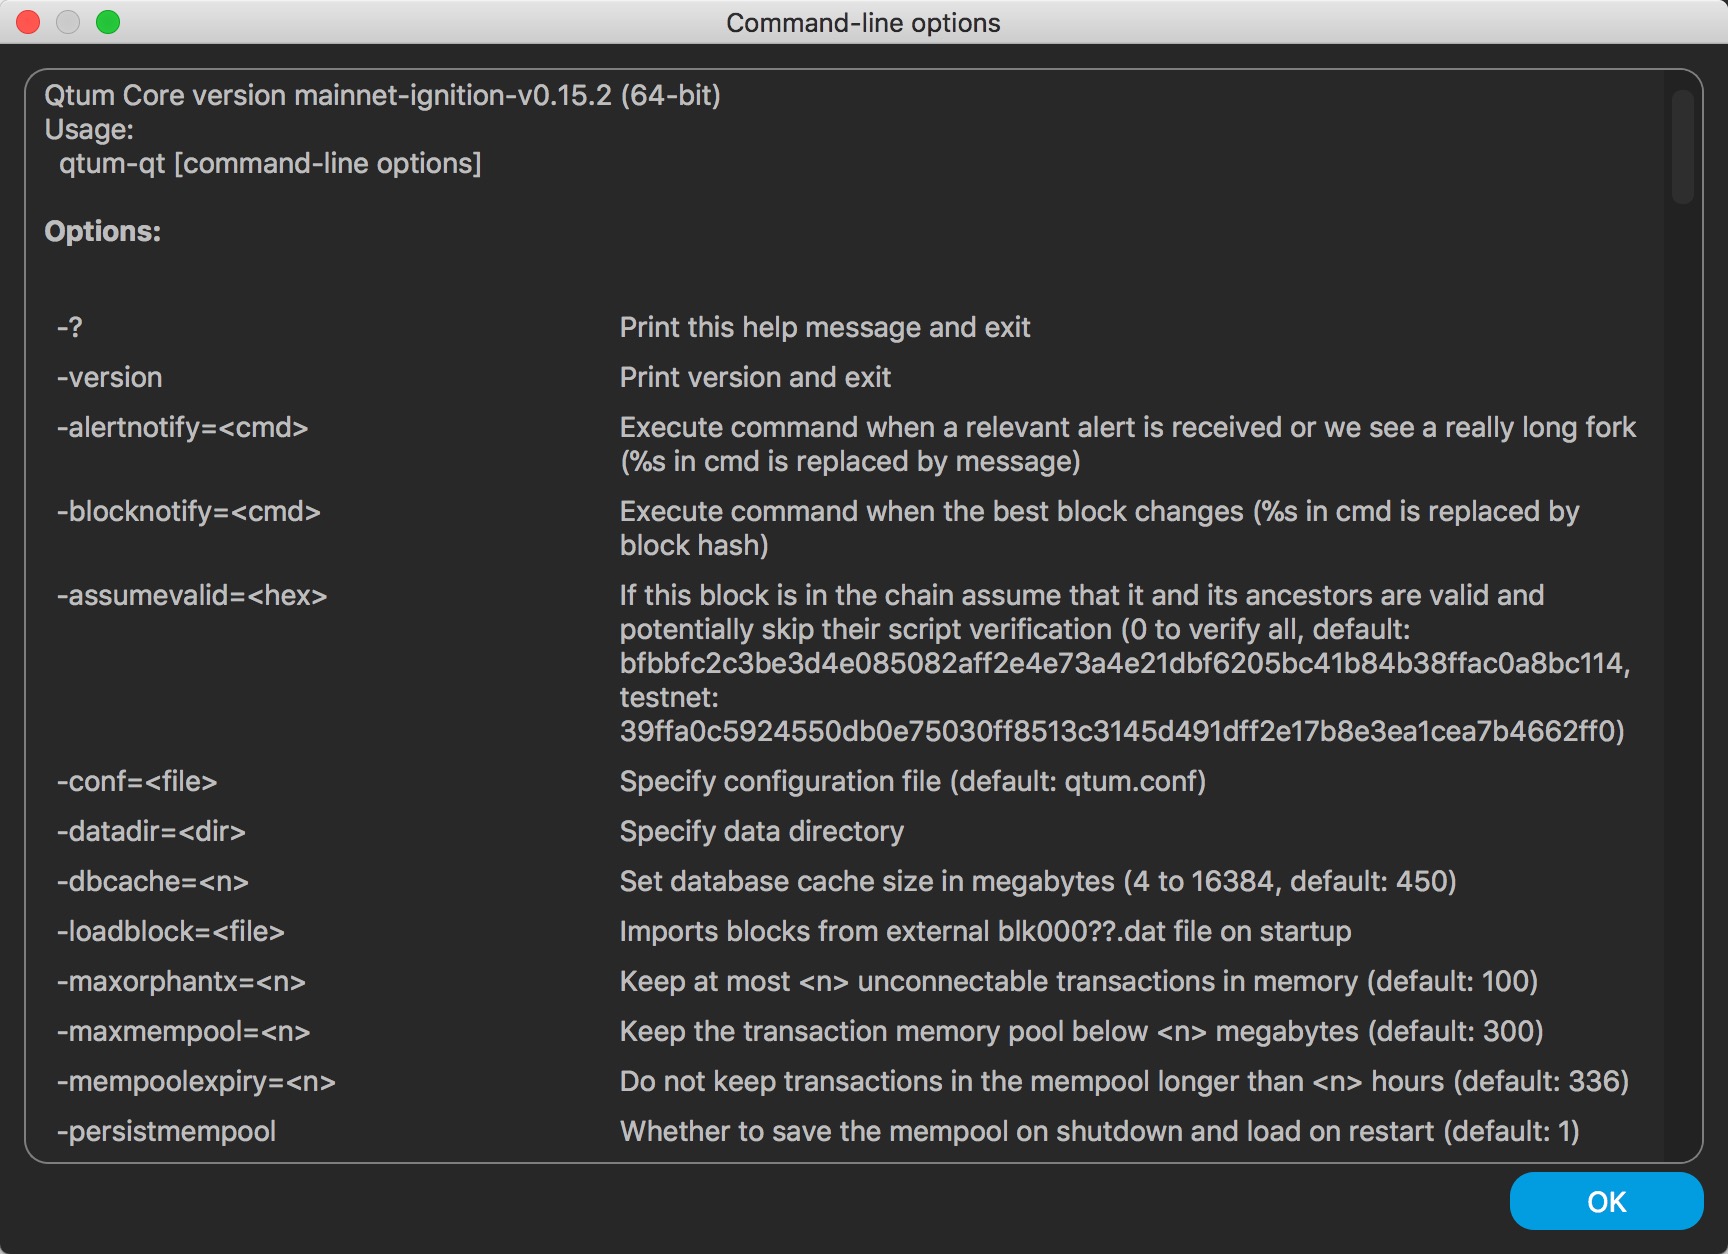 Command-line options
Qtum Core version mainnet-ignition-v0.15.2 (64-bit)
Usage:
qtum-qt [command-line options]
Options:
-? Print this help message and exit
-version Print version and exit
-alertnotify=<cmd> Execute command when a relevant alert is received or we see a really long fork
(%s in cmd is replaced by message)
-blocknotify=<cmd> Execute command when the best block changes (%s in cmd is replaced by
block hash)
-assumevalid=<hex> If this block is in the chain assume that it and its ancestors are valid and
potentially skip their script verification (0 to verify all, default:
bfbbfc2c3be3d4e085082aff2e4e73a4e21dbf6205bc41b84b38ffac0a8bc114,
testnet:
39ffa0c5924550db0e75030ff8513c3145d491dff2e17b8e3ea1cea7b4662ff0)
-conf=<file> Specify configuration file (default: qtum.conf)
-datadir=<dir> Specify data directory
-dbcache=<n> Set database cache size in megabytes (4 to 16384, default: 450)
-loadblock=<file> Imports blocks from external blk000??.dat file on startup
-maxorphantx=<n> Keep at most <n> unconnectable transactions in memory (default: 100)
-maxmempool=<n> Keep the transaction memory pool below <n> megabytes (default: 300)
-mempoolexpiry=<n> Do not keep transactions in the mempool longer than <n> hours (default: 336)
-persistmempool Whether to save the mempool on shutdown and load on restart (default: 1)
OK